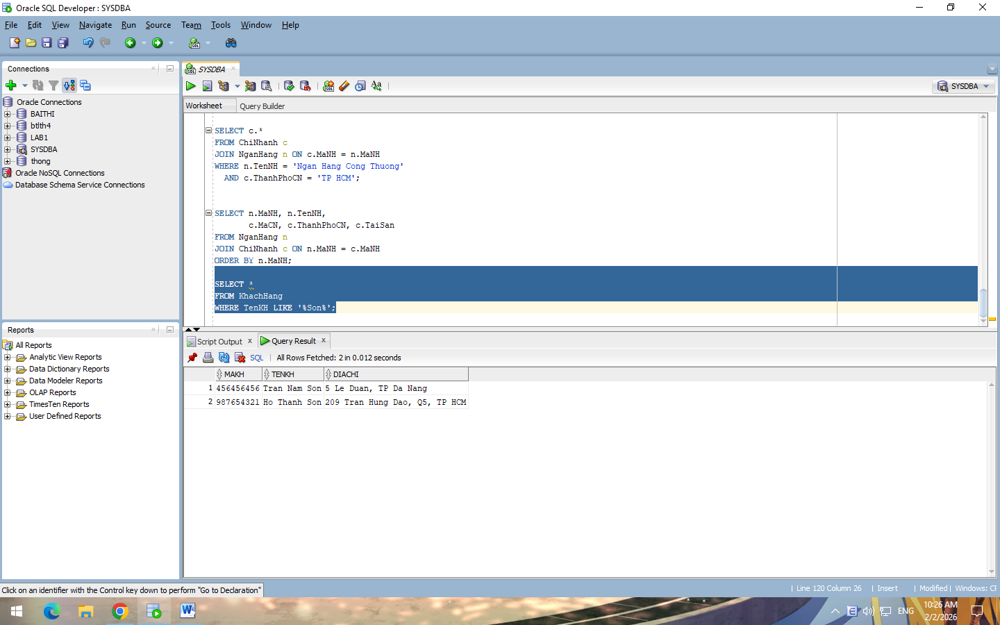 Oracle SQL Developer : SYSDBA
File Edit View Navigate Run Source Team Tools Window Help
Connections
Oracle Connections
BAITHI
btlth4
LAB1
SYSDBA
thong
Oracle NoSQL Connections
Database Schema Service Connections
Reports
All Reports
Analytic View Reports
Data Dictionary Reports
Data Modeler Reports
OLAP Reports
TimesTen Reports
User Defined Reports
SYSDBA
SYSDBA
Worksheet Query Builder
SELECT c.*
FROM ChiNhanh c
JOIN NganHang n ON c.MaNH = n.MaNH
WHERE n.TenNH = 'Ngan Hang Cong Thuong'
AND c.ThanhPhoCN = 'TP HCM';
SELECT n.MaNH, n.TenNH,
c.MaCN, c.ThanhPhoCN, c.TaiSan
FROM NganHang n
JOIN ChiNhanh c ON n.MaNH = c.MaNH
ORDER BY n.MaNH;
SELECT *
FROM KhachHang
WHERE TenKH LIKE '%Son%';
Script Output Query Result
SQL All Rows Fetched: 2 in 0.012 seconds
MAKH TENKH DIACHI
1 456456456 Tran Nam Son 5 Le Duan, TP Da Nang
2 987654321 Ho Thanh Son 209 Tran Hung Dao, Q5, TP HCM
Click on an identifier with the Control key down to perform "Go to Declaration"
Line 120 Column 26 Insert Modified Windows: CF
ENG
10:26 AM
2/2/2026